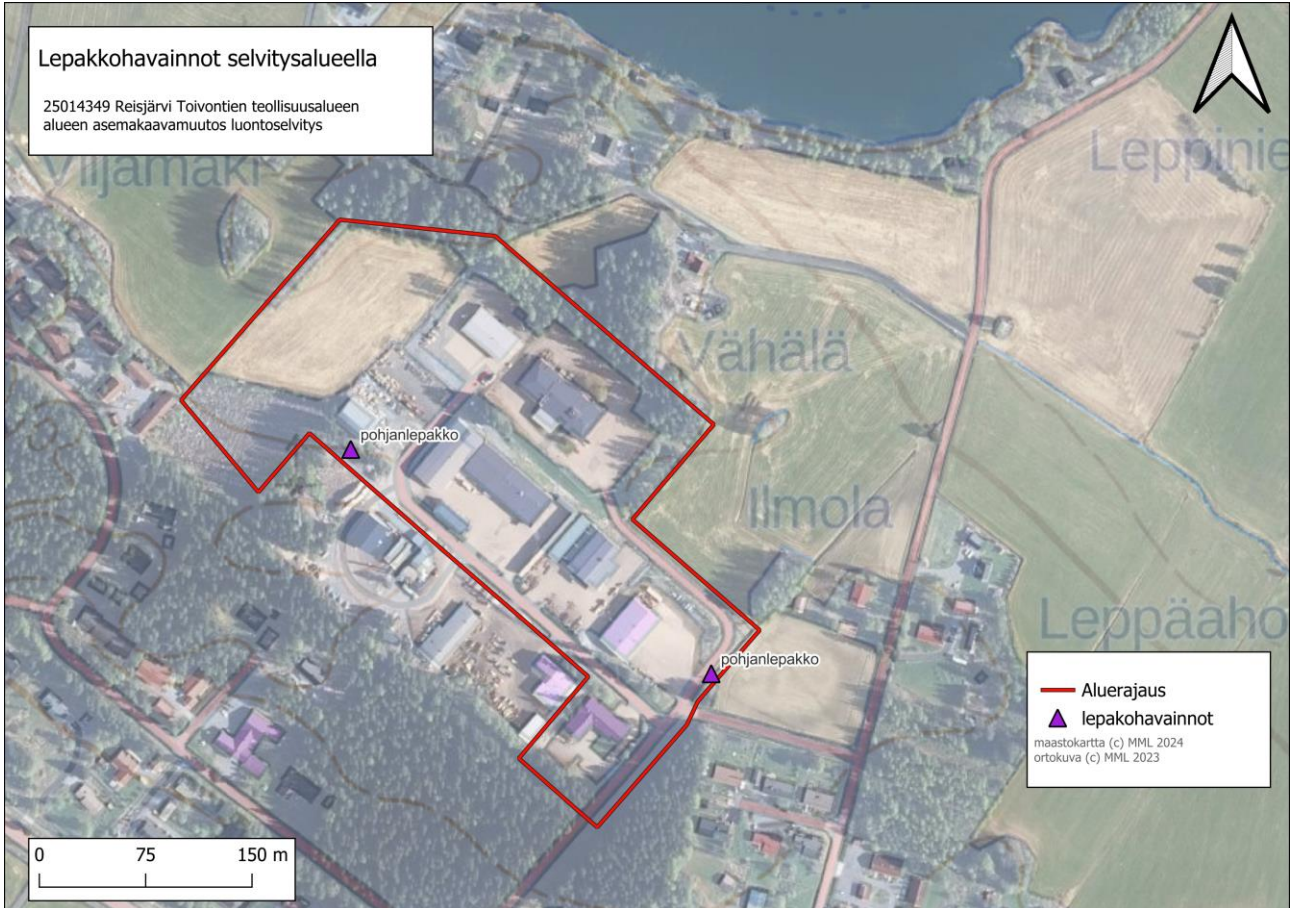 Lepakkohavainnot selvitysalueella
25014349 Reisjärvi Toivontien teollisuusalueen
alueen asemakaavamuutos luontoselvitys
Viljamäki
Leppinie
Vähälä
pohjanlepakko
Ilmola
Leppäaho
pohjanlepakko
Aluerajaus
lepakohavainnot
maastokartta (c) MML 2024
ortokuva (c) MML 2023
0 75 150 m